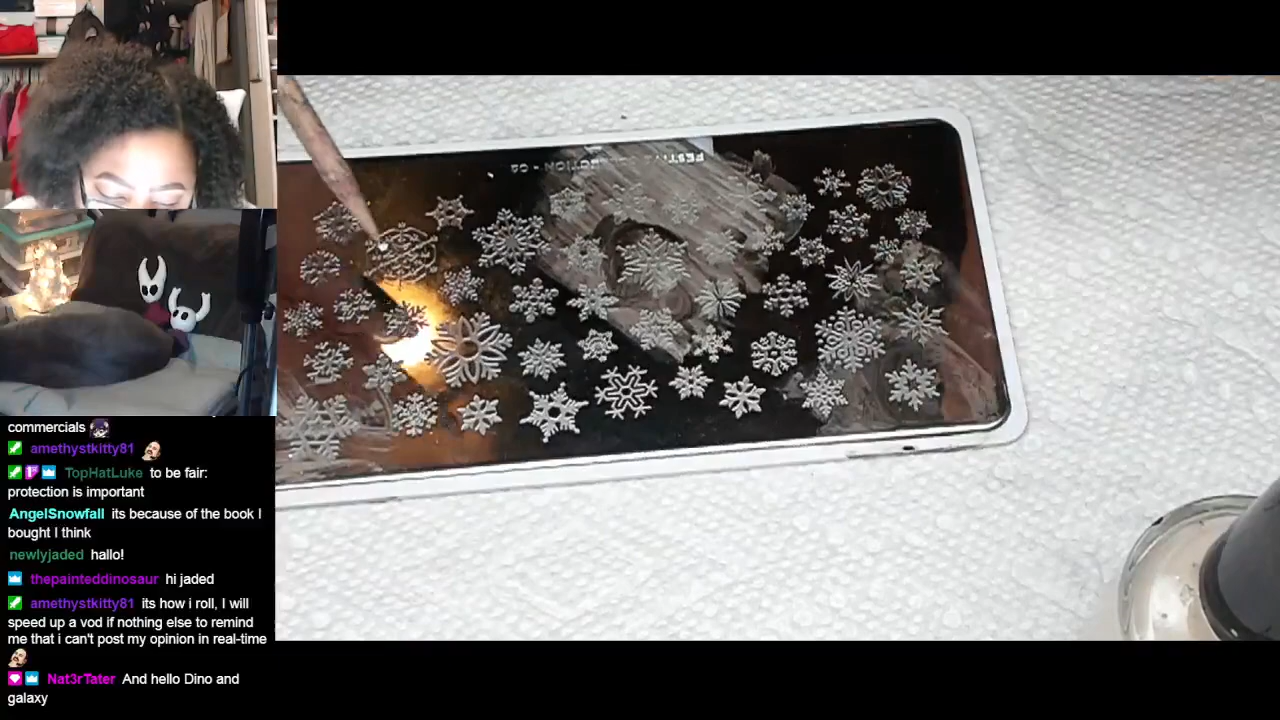 commercials
amethystkitty81
TopHatLuke to be fair:
protection is important
AngelSnowfall its because of the book I
bought I think
newlyjaded hallo!
thepainteddinosaur hi jaded
amethystkitty81 its how i roll, I will
speed up a vod if nothing else to remind
me that i can't post my opinion in real-time
Nat3rTater And hello Dino and
galaxy